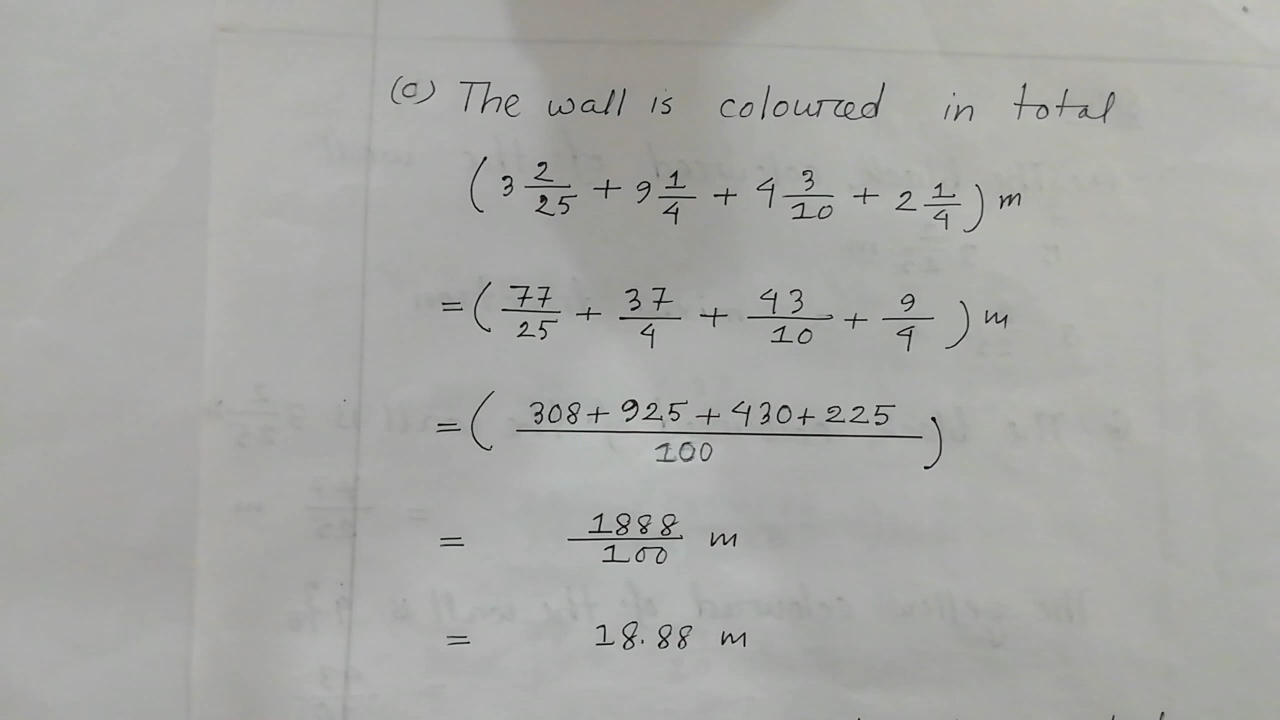 (c) The wall is coloured in total
(3 2/25 + 9 1/4 + 4 3/10 + 2 1/4) m
= (77/25 + 37/4 + 43/10 + 9/4) m
= (308+925+430+225/100)
= 1888/100 m
= 18.88 m